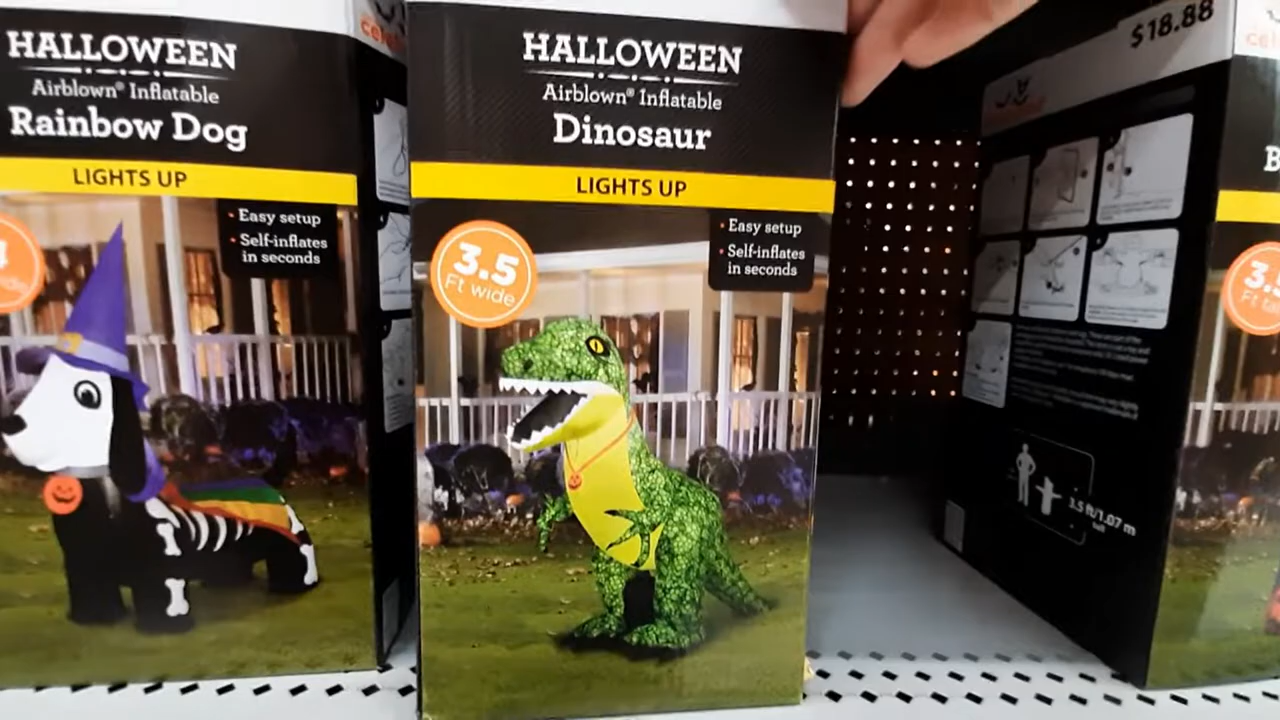 HALLOWEEN
Airblown® Inflatable
Rainbow Dog
LIGHTS UP
• Easy setup
• Self-inflates
in seconds
HALLOWEEN
Airblown® Inflatable
Dinosaur
LIGHTS UP
3.5
Ft wide
• Easy setup
• Self-inflates
in seconds
$18.88
3.5 ft/1.07 m
tall